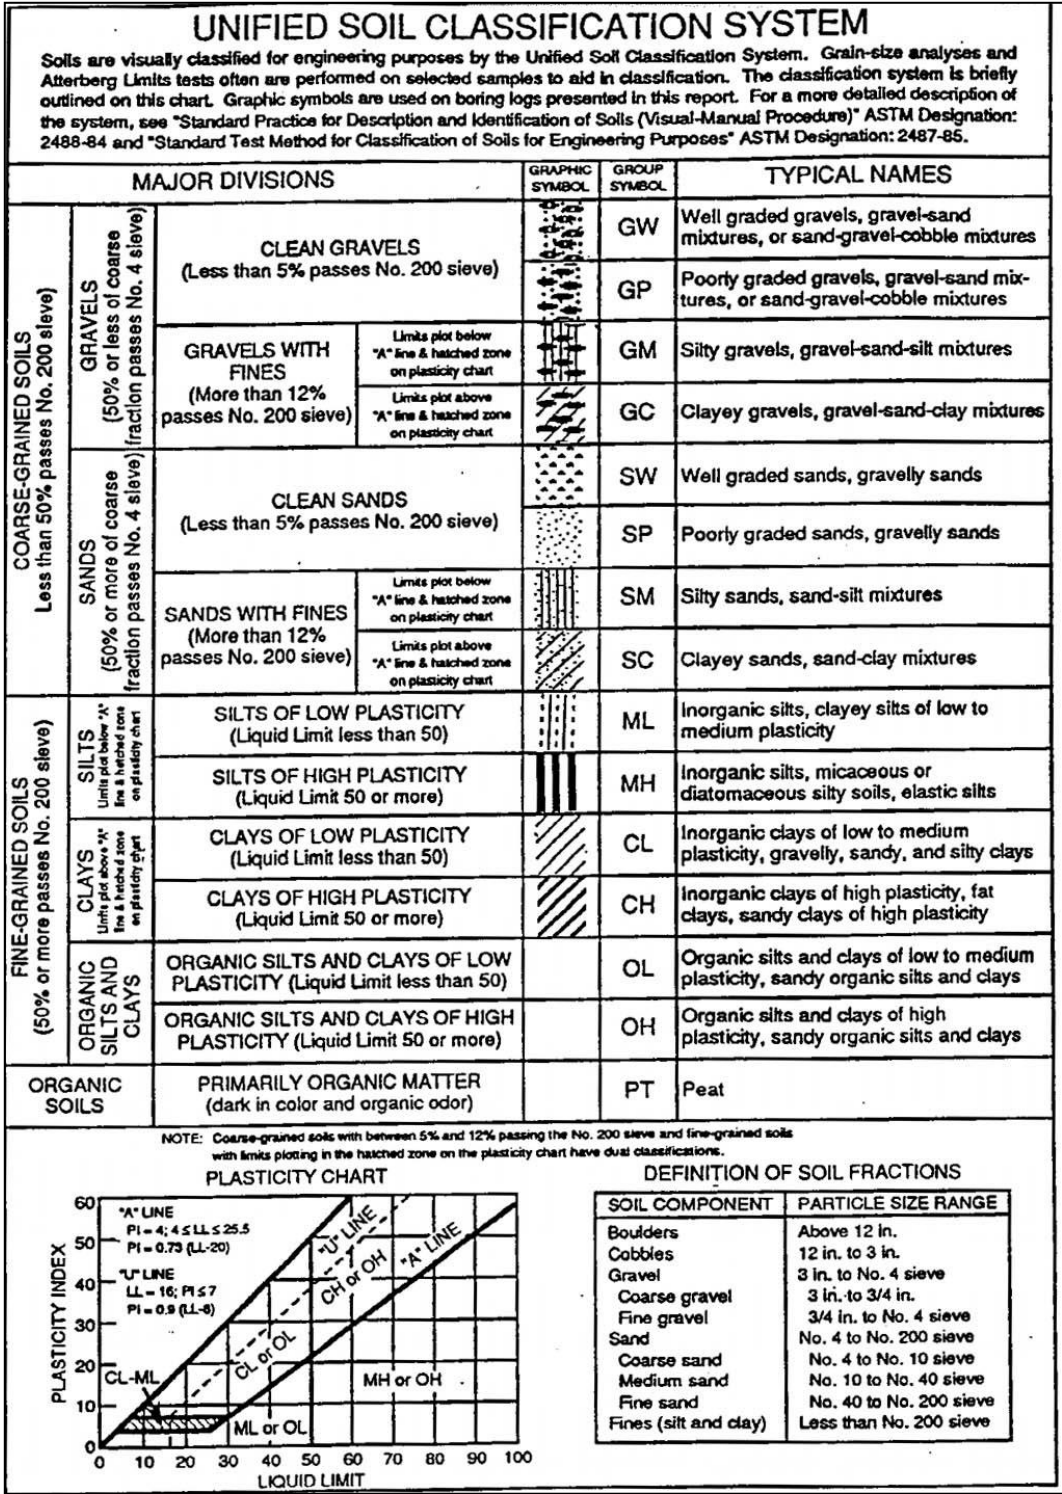 UNIFIED SOIL CLASSIFICATION SYSTEM
Soils are visually classified for engineering purposes by the Unified Soil Classification System. Grain-size analyses and
Atterberg Limits tests often are performed on selected samples to aid in classification. The classification system is briefly
outlined on this chart. Graphic symbols are used on boring logs presented in this report. For a more detailed description of
the system, see "Standard Practice for Description and Identification of Soils (Visual-Manual Procedure)" ASTM Designation:
2488-84 and "Standard Test Method for Classification of Soils for Engineering Purposes" ASTM Designation: 2487-85.
MAJOR DIVISIONS
GRAPHIC
SYMBOL
GROUP
SYMBOL
TYPICAL NAMES
COARSE-GRAINED SOILS
Less than 50% passes No. 200 sieve)
GRAVELS
(50% or less of coarse
fraction passes No. 4 sieve)
CLEAN GRAVELS
(Less than 5% passes No. 200 sieve)
GW
Well graded gravels, gravel-sand
mixtures, or sand-gravel-cobble mixtures
GP
Poorly graded gravels, gravel-sand mix-
tures, or sand-gravel-cobble mixtures
GRAVELS WITH
FINES
(More than 12%
passes No. 200 sieve)
Limits plot below
"A" line & hatched zone
on plasticity chart
GM
Silty gravels, gravel-sand-silt mixtures
Limits plot above
"A" line & hatched zone
on plasticity chart
GC
Clayey gravels, gravel-sand-clay mixtures
SANDS
(50% or more of coarse
fraction passes No. 4 sieve)
CLEAN SANDS
(Less than 5% passes No. 200 sieve)
SW
Well graded sands, gravelly sands
SP
Poorly graded sands, gravelly sands
SANDS WITH FINES
(More than 12%
passes No. 200 sieve)
Limits plot below
"A" line & hatched zone
on plasticity chart
SM
Silty sands, sand-silt mixtures
Limits plot above
"A" line & hatched zone
on plasticity chart
SC
Clayey sands, sand-clay mixtures
FINE-GRAINED SOILS
(50% or more passes No. 200 sieve)
SILTS
Limits plot below "A"
line & hatched zone
on plasticity chart
SILTS OF LOW PLASTICITY
(Liquid Limit less than 50)
ML
Inorganic silts, clayey silts of low to
medium plasticity
SILTS OF HIGH PLASTICITY
(Liquid Limit 50 or more)
MH
Inorganic silts, micaceous or
diatomaceous silty soils, elastic silts
CLAYS
Limits plot above "A"
line & hatched zone
on plasticity chart
CLAYS OF LOW PLASTICITY
(Liquid Limit less than 50)
CL
Inorganic clays of low to medium
plasticity, gravelly, sandy, and silty clays
CLAYS OF HIGH PLASTICITY
(Liquid Limit 50 or more)
CH
Inorganic clays of high plasticity, fat
clays, sandy clays of high plasticity
ORGANIC
SILTS AND
CLAYS
ORGANIC SILTS AND CLAYS OF LOW
PLASTICITY (Liquid Limit less than 50)
OL
Organic silts and clays of low to medium
plasticity, sandy organic silts and clays
ORGANIC SILTS AND CLAYS OF HIGH
PLASTICITY (Liquid Limit 50 or more)
OH
Organic silts and clays of high
plasticity, sandy organic silts and clays
ORGANIC
SOILS
PRIMARILY ORGANIC MATTER
(dark in color and organic odor)
PT
Peat
NOTE: Coarse-grained soils with between 5% and 12% passing the No. 200 sieve and fine-grained soils
with limits plotting in the hatched zone on the plasticity chart have dual classifications.
PLASTICITY CHART
PLASTICITY INDEX
60
50
40
30
20
10
0
"A" LINE
PI = 4; 4 ≤ LL ≤ 25.5
PI = 0.73 (LL-20)
"U" LINE
LL = 16; PI ≤ 7
PI = 0.9 (LL-8)
"U" LINE
"A" LINE
CH or OH
CL or OL
CL-ML
MH or OH
ML or OL
0 10 20 30 40 50 60 70 80 90 100
LIQUID LIMIT
DEFINITION OF SOIL FRACTIONS
SOIL COMPONENT PARTICLE SIZE RANGE
Boulders Above 12 in.
Cobbles 12 in. to 3 in.
Gravel 3 in. to No. 4 sieve
Coarse gravel 3 in. to 3/4 in.
Fine gravel 3/4 in. to No. 4 sieve
Sand No. 4 to No. 200 sieve
Coarse sand No. 4 to No. 10 sieve
Medium sand No. 10 to No. 40 sieve
Fine sand No. 40 to No. 200 sieve
Fines (silt and clay) Less than No. 200 sieve